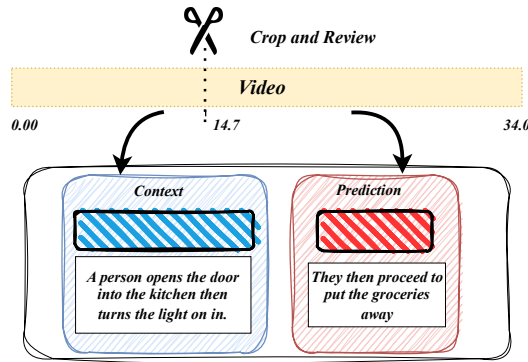 Crop and Review
Video
0.00
14.7
34.0
Context
Prediction
A person opens the door
into the kitchen then
turns the light on in.
They then proceed to
put the groceries
away